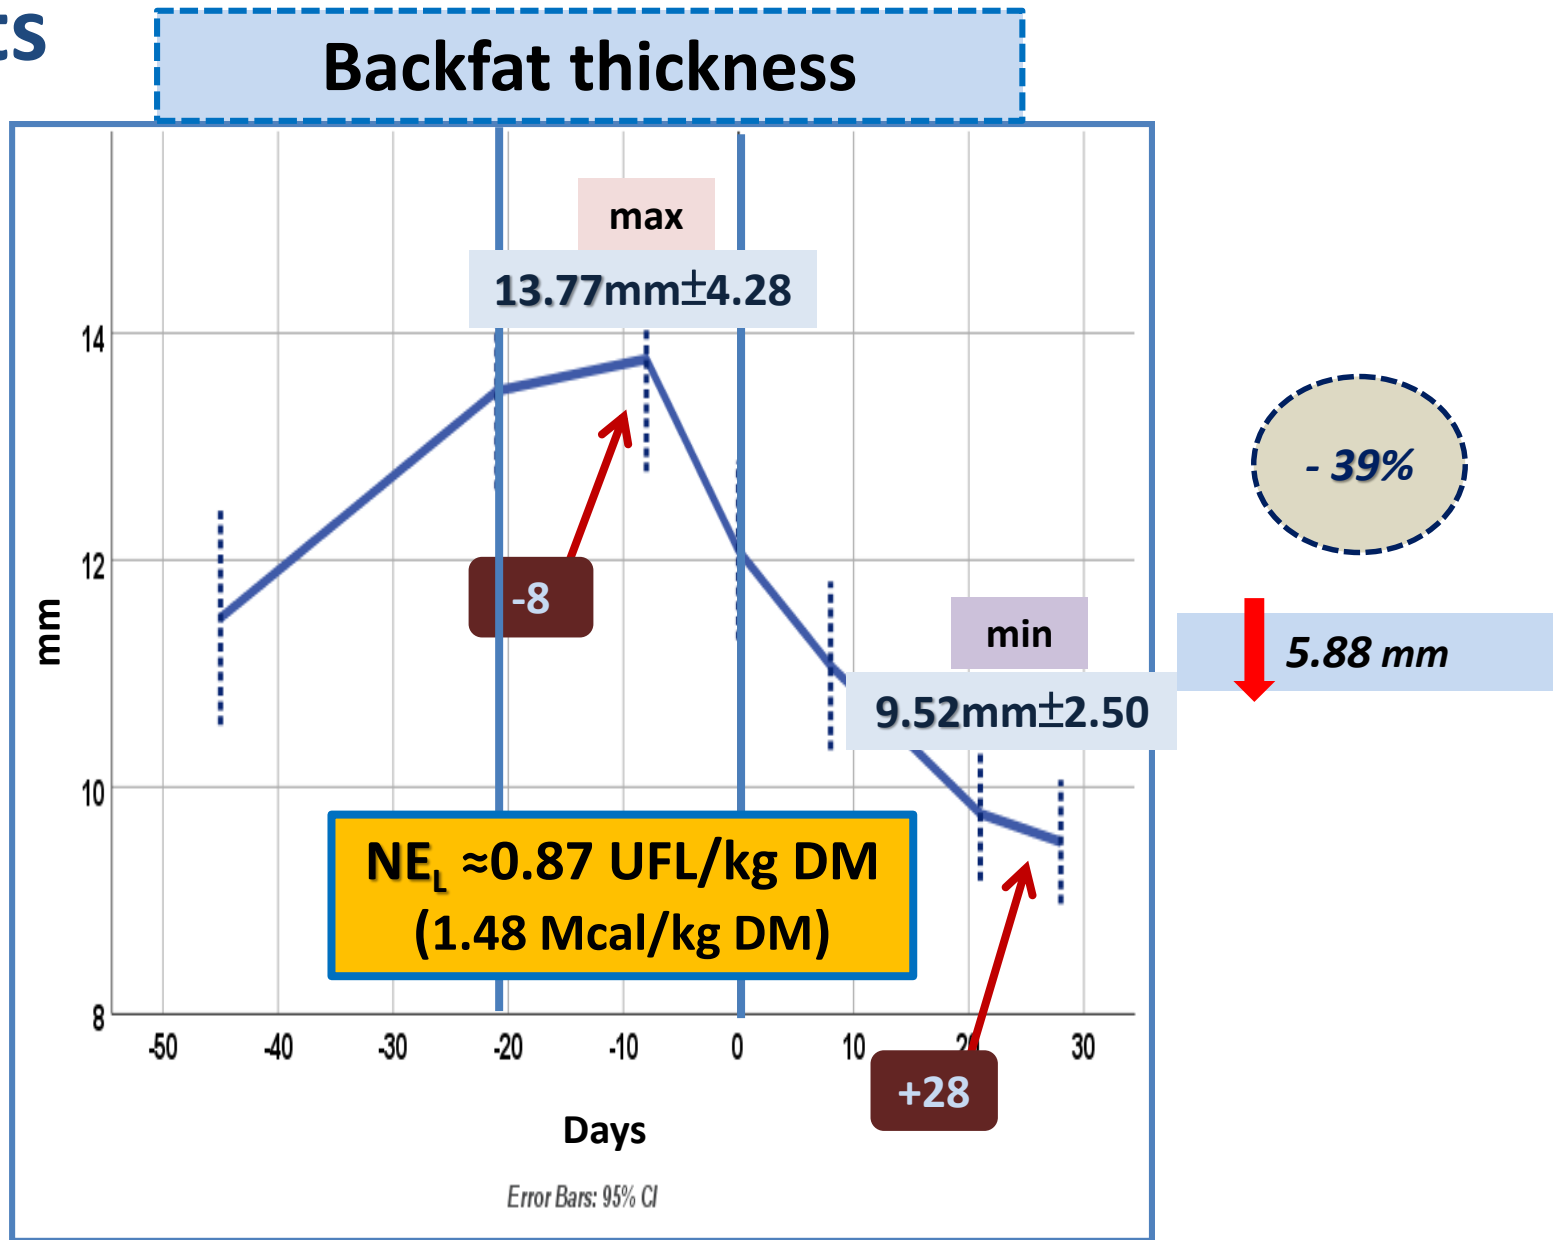 ts
Backfat thickness
max
13.77mm±4.28
14
- 39%
12
-8
mm
min
5.88 mm
9.52mm±2.50
10
NEL ≈0.87 UFL/kg DM
(1.48 Mcal/kg DM)
8
-50 -40 -30 -20 -10 0 10 20 30
+28
Days
Error Bars: 95% CI